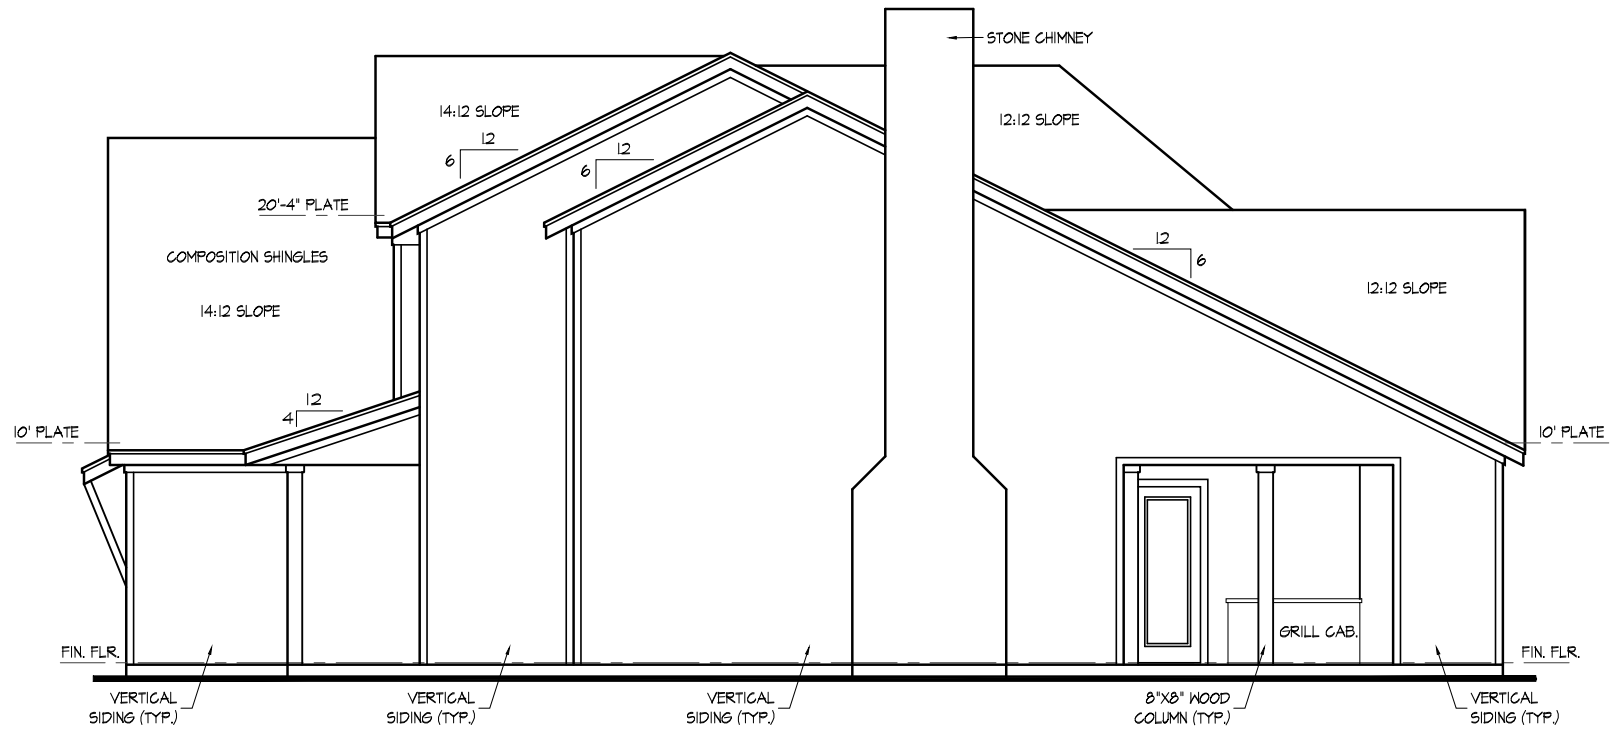 STONE CHIMNEY
14:12 SLOPE
12:12 SLOPE
12
6
12
6
20'-4" PLATE
COMPOSITION SHINGLES
12
6
12:12 SLOPE
14:12 SLOPE
12
4
10' PLATE
10' PLATE
GRILL CAB.
FIN. FLR.
FIN. FLR.
VERTICAL
SIDING (TYP.)
VERTICAL
SIDING (TYP.)
VERTICAL
SIDING (TYP.)
8"X8" WOOD
COLUMN (TYP.)
VERTICAL
SIDING (TYP.)